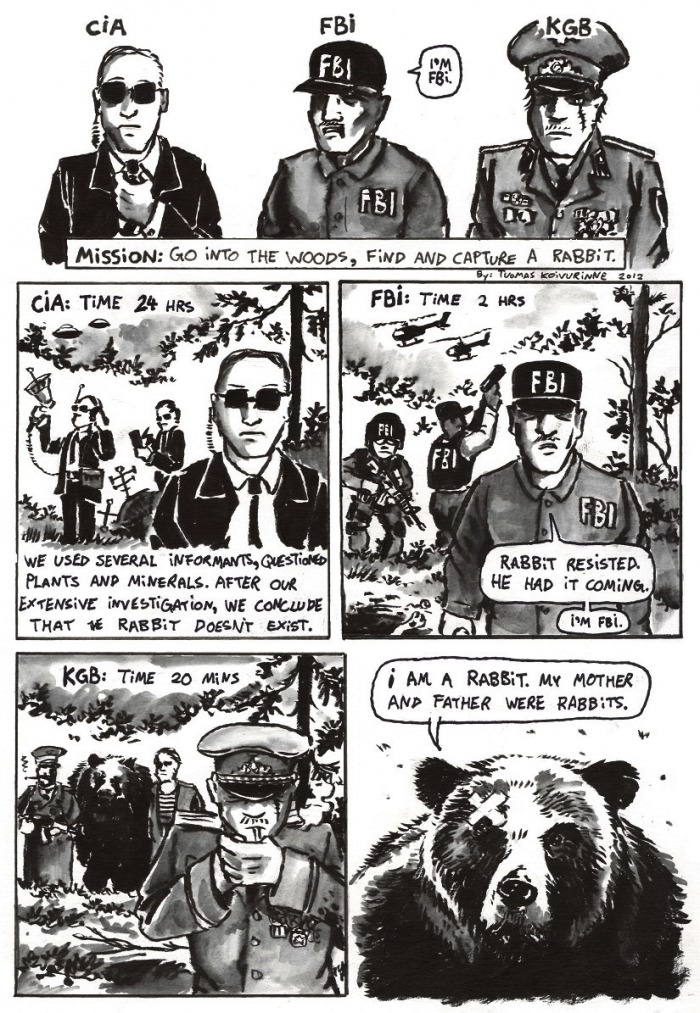 CiA
FBi
KGB
FBI
I'M
FBi.
FBI
MiSSiON: GO iNTO THE WOODS, FiND AND CAPTURE A RABBiT.
By: TUOMAS KOiVURiNNE 2012
CiA: TiME 24 HRS
WE USED SEVERAL iNFORMANTS, QUESTiONED
PLANTS AND MiNERALS. AFTER OUR
EXTENSiVE iNVESTiGATiON, WE CONCLUDE
THAT RABBiT DOESN'T EXiST.
FBi: TiME 2 HRS
FBI
FBI
FBI
FBI
RABBiT RESiSTED.
HE HAD iT COMiNG.
I'M FBi.
KGB: TiME 20 MiNS
i AM A RABBiT. MY MOTHER
AND FATHER WERE RABBiTS.